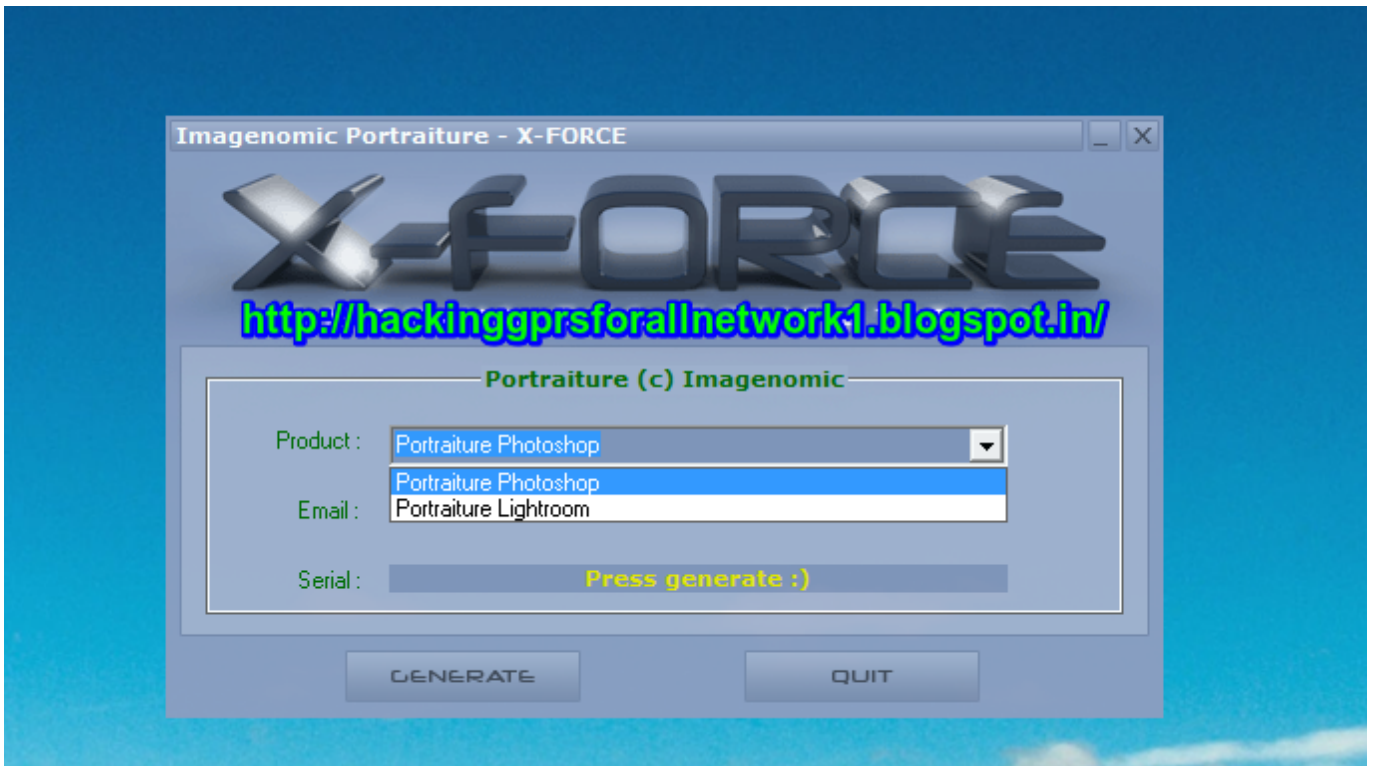 Imagenomic Portraiture - X-FORCE
X-FORCE
http://hackinggprsforallnetwork1.blogspot.in/
Portraiture (c) Imagenomic
Product : Portraiture Photoshop
Portraiture Photoshop
Email : Portraiture Lightroom
Serial : Press generate :)
GENERATE QUIT